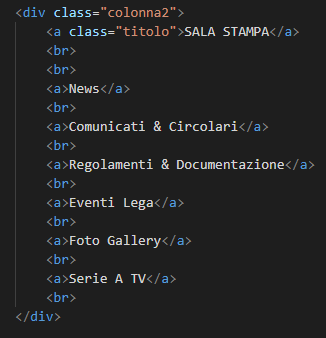 <div class="colonna2">
<a class="titolo">SALA STAMPA</a>
<br>
<br>
<a>News</a>
<br>
<a>Comunicati & Circolari</a>
<br>
<a>Regolamenti & Documentazione</a>
<br>
<a>Eventi Lega</a>
<br>
<a>Foto Gallery</a>
<br>
<a>Serie A TV</a>
<br>
</div>